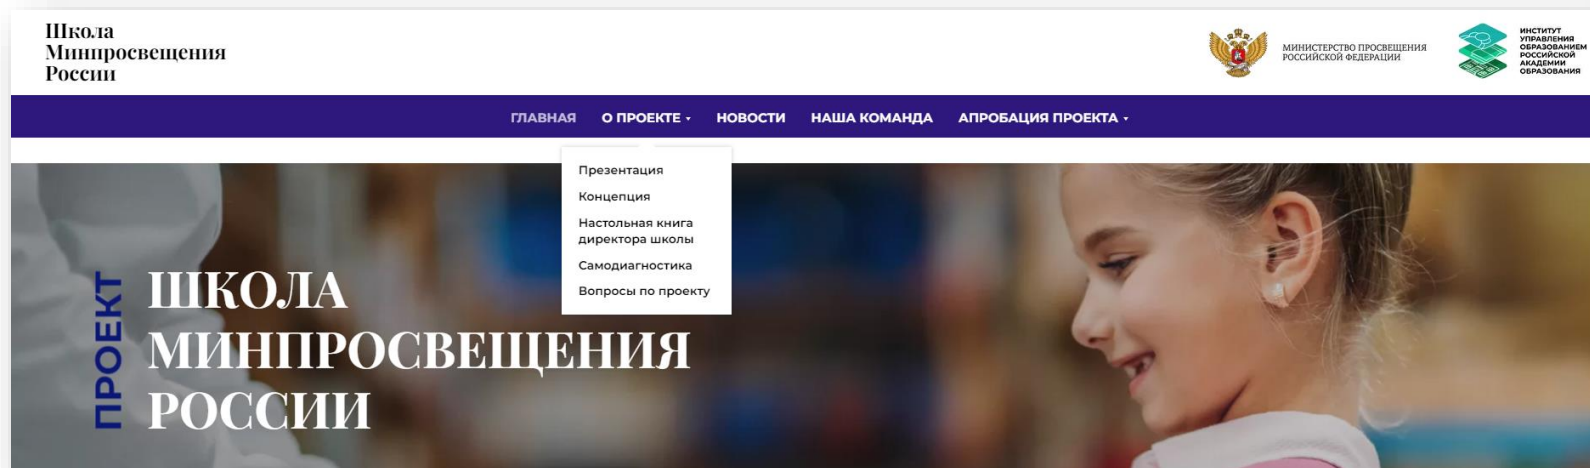 Школа
Минпросвещения
России
МИНИСТЕРСТВО ПРОСВЕЩЕНИЯ
РОССИЙСКОЙ ФЕДЕРАЦИИ
ИНСТИТУТ
УПРАВЛЕНИЯ
ОБРАЗОВАНИЕМ
РОССИЙСКОЙ
АКАДЕМИИ
ОБРАЗОВАНИЯ
ГЛАВНАЯ О ПРОЕКТЕ НОВОСТИ НАША КОМАНДА АПРОБАЦИЯ ПРОЕКТА
Презентация
Концепция
Настольная книга
директора школы
Самодиагностика
Вопросы по проекту
ПРОЕКТ
ШКОЛА
МИНПРОСВЕЩЕНИЯ
РОССИИ